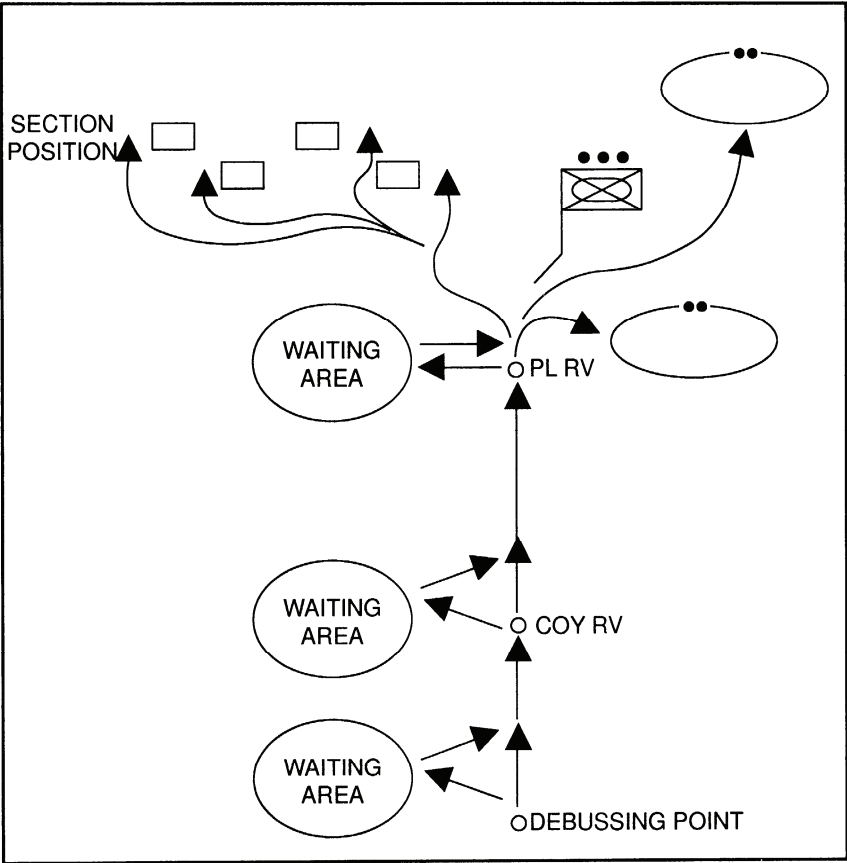 SECTION
POSITION
WAITING
AREA
PL RV
WAITING
AREA
COY RV
WAITING
AREA
DEBUSSING POINT